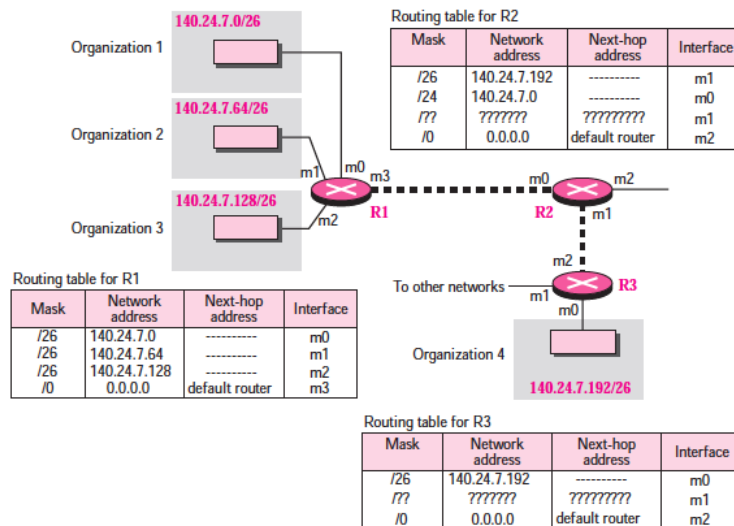 140.24.7.0/26
Organization 1
140.24.7.64/26
Organization 2
140.24.7.128/26
Organization 3
m0
m1
m3
m2
R1
Routing table for R2
Mask Network address Next-hop address Interface
/26 140.24.7.192 ---------- m1
/24 140.24.7.0 ---------- m0
/?? ??????? ????????? m1
/0 0.0.0.0 default router m2
m0
m2
R2
m1
m2
R3
To other networks
m1
m0
Organization 4
140.24.7.192/26
Routing table for R1
Mask Network address Next-hop address Interface
/26 140.24.7.0 ---------- m0
/26 140.24.7.64 ---------- m1
/26 140.24.7.128 ---------- m2
/0 0.0.0.0 default router m3
Routing table for R3
Mask Network address Next-hop address Interface
/26 140.24.7.192 ---------- m0
/?? ??????? ????????? m1
/0 0.0.0.0 default router m2